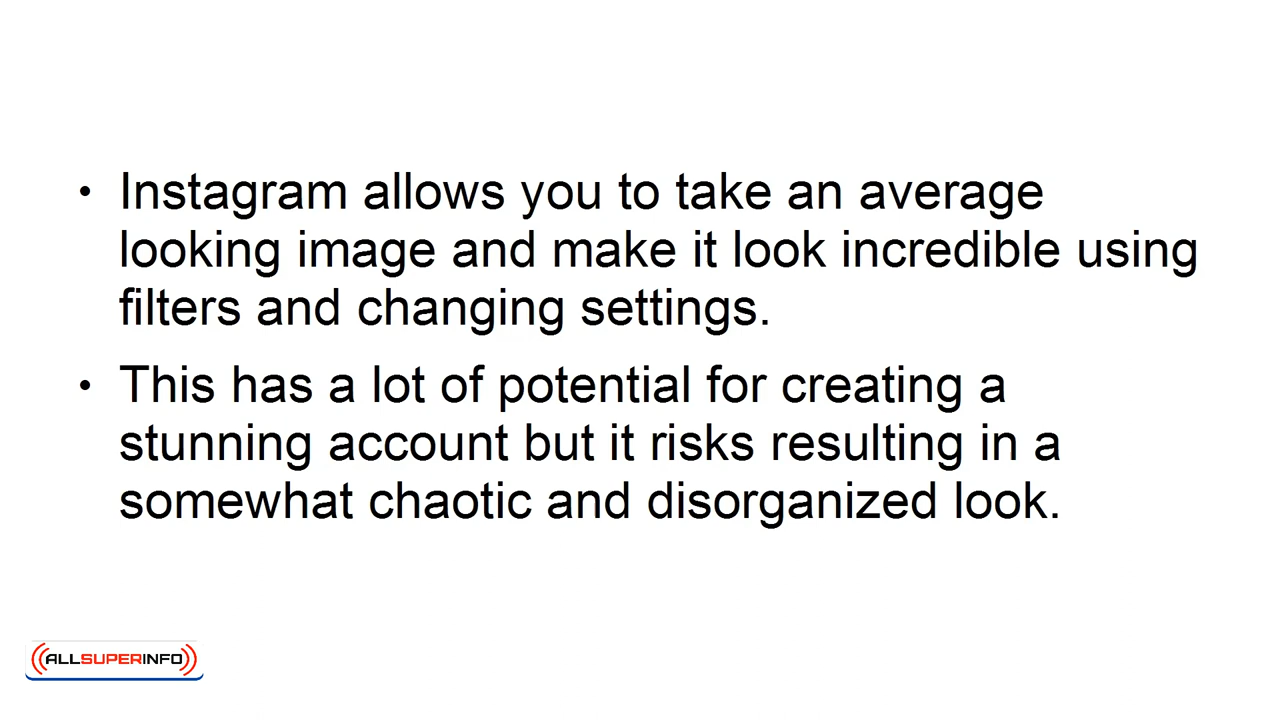 • Instagram allows you to take an average
looking image and make it look incredible using
filters and changing settings.
• This has a lot of potential for creating a
stunning account but it risks resulting in a
somewhat chaotic and disorganized look.
ALLSUPERINFO